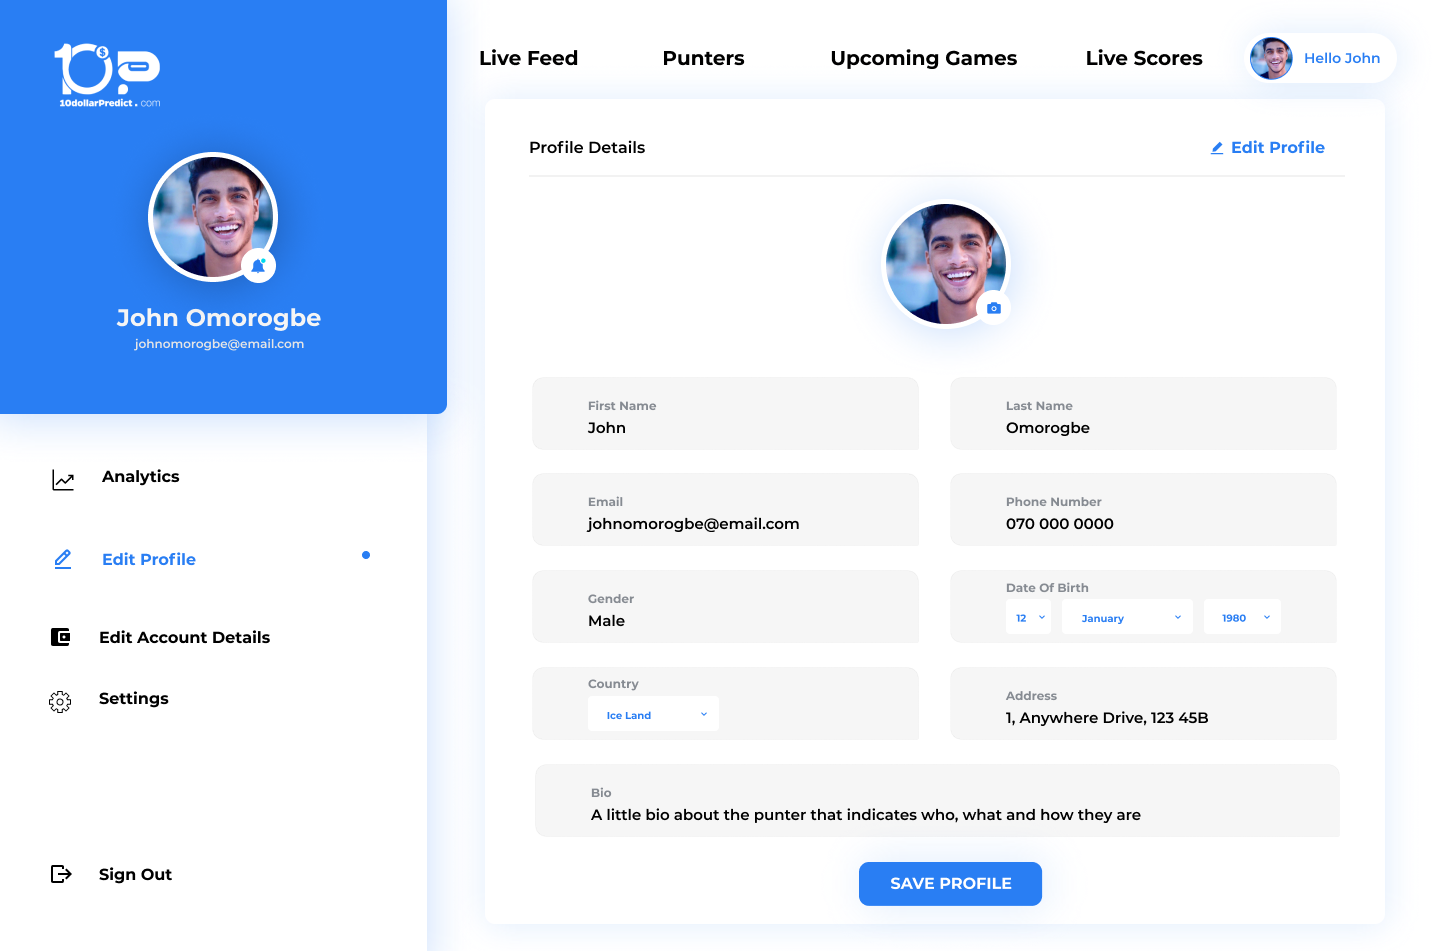 10P
$
10dollarPredict.com
Live Feed
Punters
Upcoming Games
Live Scores
Hello John
John Omorogbe
johnomorogbe@email.com
Analytics
Edit Profile
Edit Account Details
Settings
Sign Out
Profile Details
Edit Profile
First Name
John
Last Name
Omorogbe
Email
johnomorogbe@email.com
Phone Number
070 000 0000
Gender
Male
Date Of Birth
12 January 1980
Country
Ice Land
Address
1, Anywhere Drive, 123 45B
Bio
A little bio about the punter that indicates who, what and how they are
SAVE PROFILE